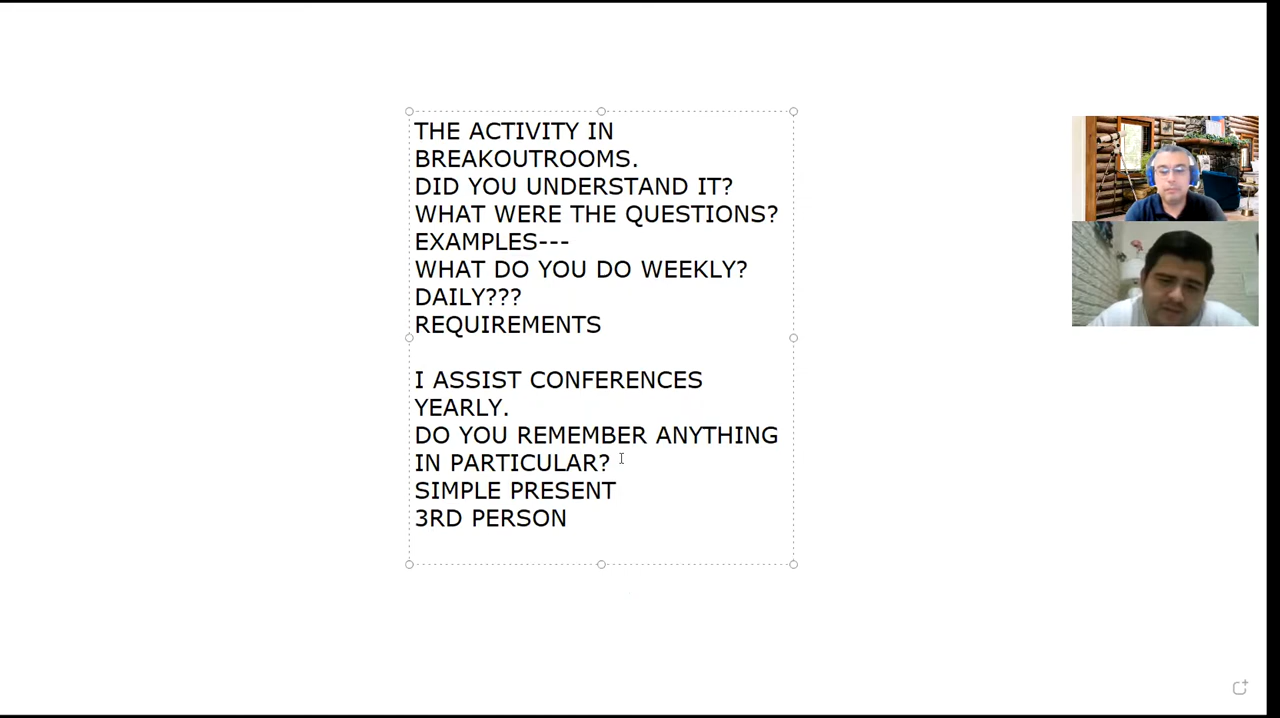 THE ACTIVITY IN
BREAKOUTROOMS.
DID YOU UNDERSTAND IT?
WHAT WERE THE QUESTIONS?
EXAMPLES---
WHAT DO YOU DO WEEKLY?
DAILY???
REQUIREMENTS
I ASSIST CONFERENCES
YEARLY.
DO YOU REMEMBER ANYTHING
IN PARTICULAR?
SIMPLE PRESENT
3RD PERSON